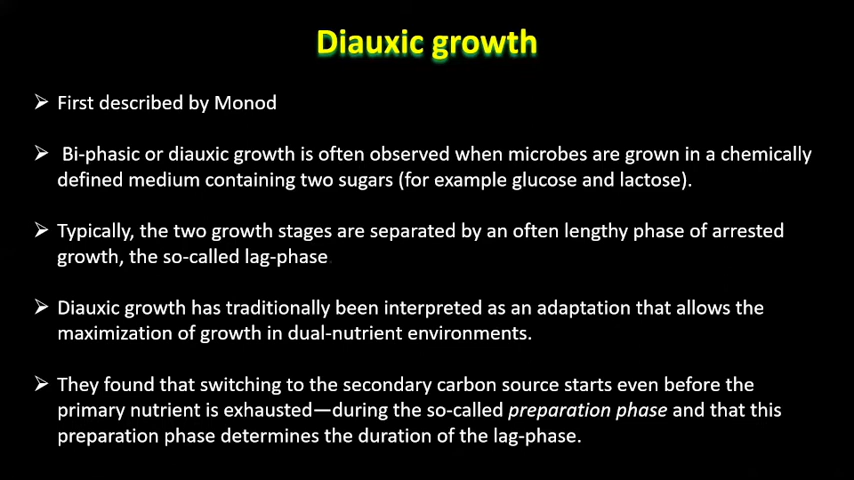 Diauxic growth
➢ First described by Monod
➢ Bi-phasic or diauxic growth is often observed when microbes are grown in a chemically
defined medium containing two sugars (for example glucose and lactose).
➢ Typically, the two growth stages are separated by an often lengthy phase of arrested
growth, the so-called lag-phase
➢ Diauxic growth has traditionally been interpreted as an adaptation that allows the
maximization of growth in dual-nutrient environments.
➢ They found that switching to the secondary carbon source starts even before the
primary nutrient is exhausted—during the so-called preparation phase and that this
preparation phase determines the duration of the lag-phase.